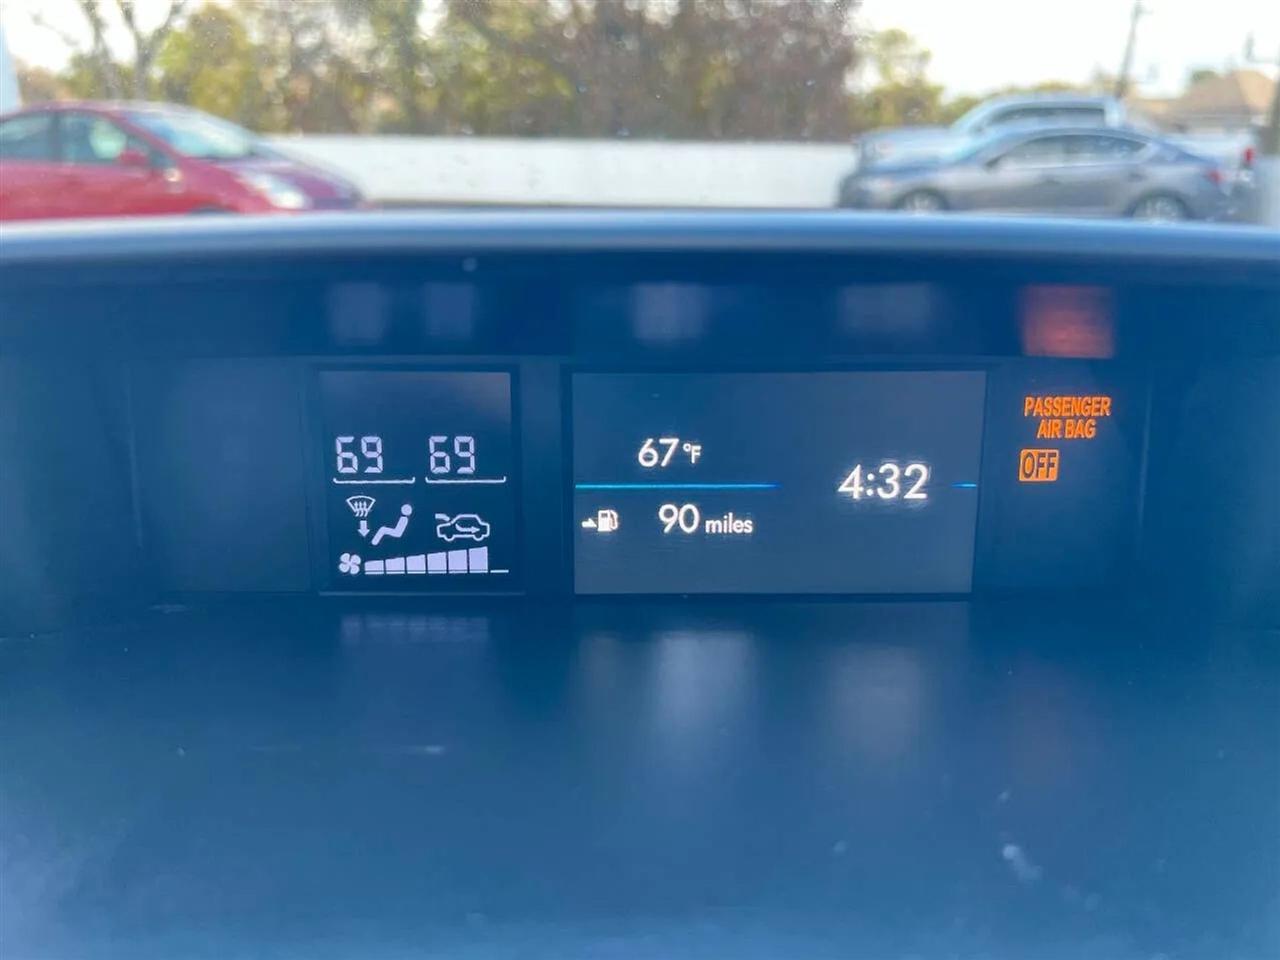 69 69
67°F
90 miles
4:32
PASSENGER
AIR BAG
OFF